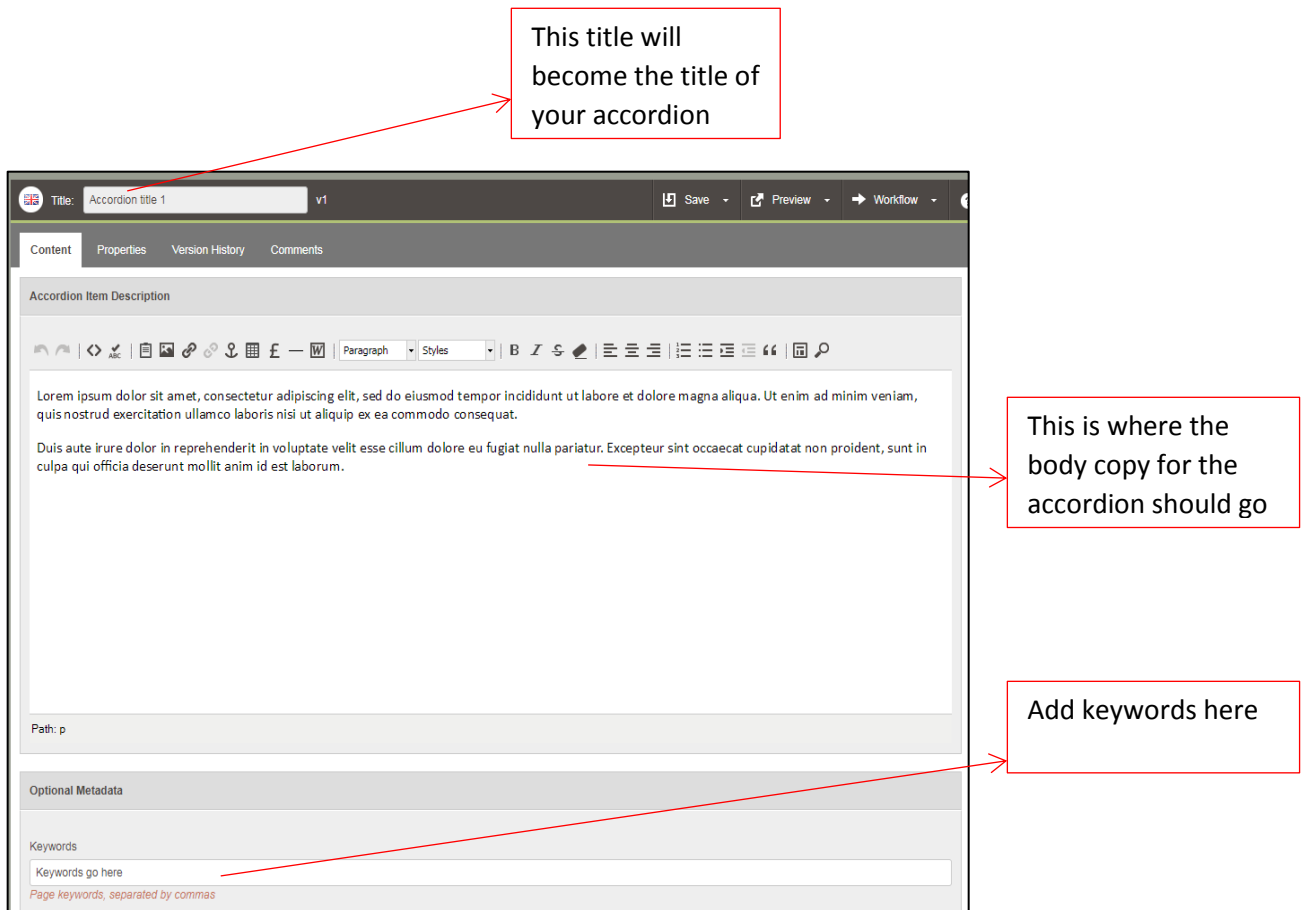 This title will
become the title of
your accordion
Title: Accordion title 1 v1 Save Preview Workflow ?
Content Properties Version History Comments
Accordion Item Description
ABC £ W Paragraph Styles B I S “
Lorem ipsum dolor sit amet, consectetur adipiscing elit, sed do eiusmod tempor incididunt ut labore et dolore magna aliqua. Ut enim ad minim veniam,
quis nostrud exercitation ullamco laboris nisi ut aliquip ex ea commodo consequat.
Duis aute irure dolor in reprehenderit in voluptate velit esse cillum dolore eu fugiat nulla pariatur. Excepteur sint occaecat cupidatat non proident, sunt in
culpa qui officia deserunt mollit anim id est laborum.
This is where the
body copy for the
accordion should go
Path: p
Add keywords here
Optional Metadata
Keywords
Keywords go here
Page keywords, separated by commas